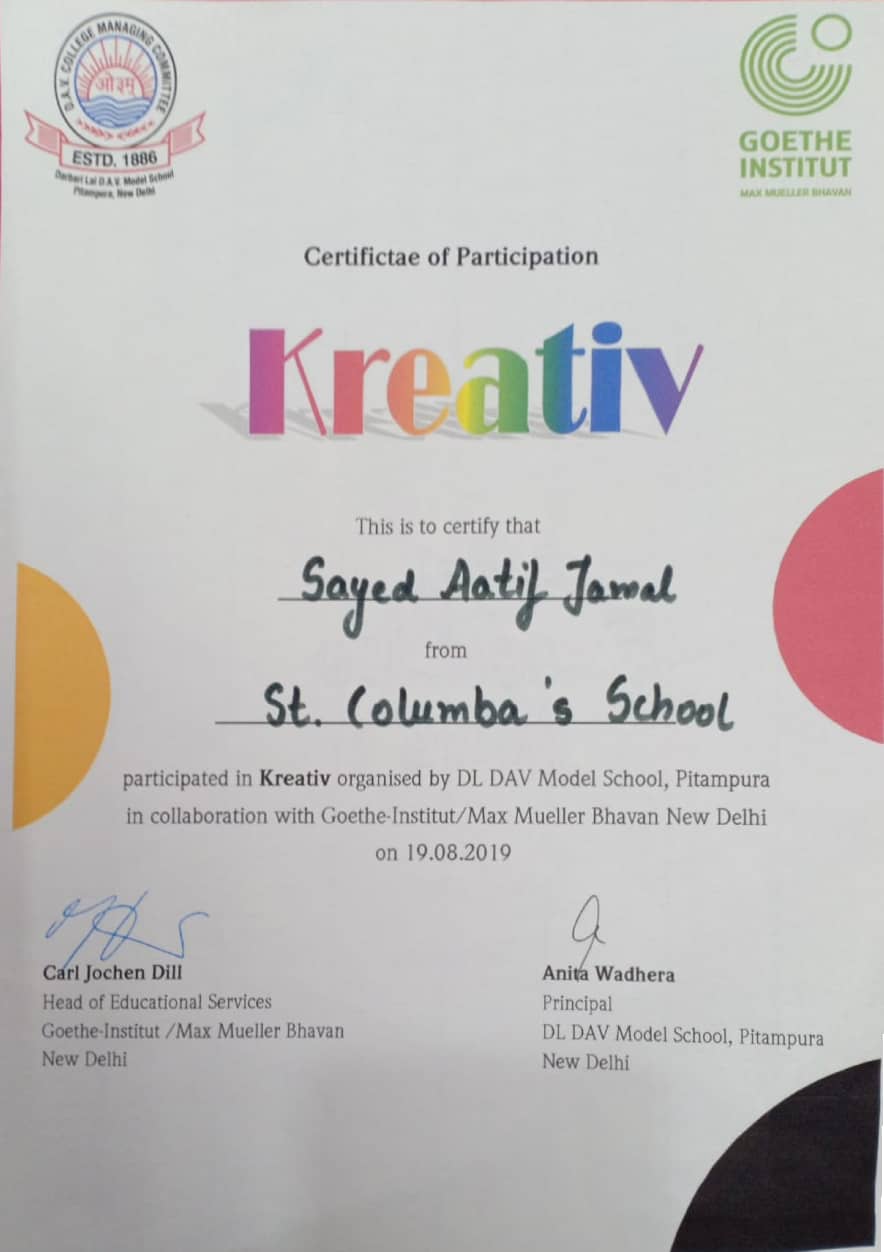 D.A.V. COLLEGE MANAGING COMMITTEE
ओ३म्
ESTD. 1886
Darbari Lal D.A.V. Model School
Pitampura, New Delhi
GOETHE
INSTITUT
MAX MUELLER BHAVAN
Certifictae of Participation
Kreativ
This is to certify that
Sayed Aatif Jamal
from
St. Columba's School
participated in Kreativ organised by DL DAV Model School, Pitampura
in collaboration with Goethe-Institut/Max Mueller Bhavan New Delhi
on 19.08.2019
Carl Jochen Dill
Head of Educational Services
Goethe-Institut /Max Mueller Bhavan
New Delhi
Anita Wadhera
Principal
DL DAV Model School, Pitampura
New Delhi